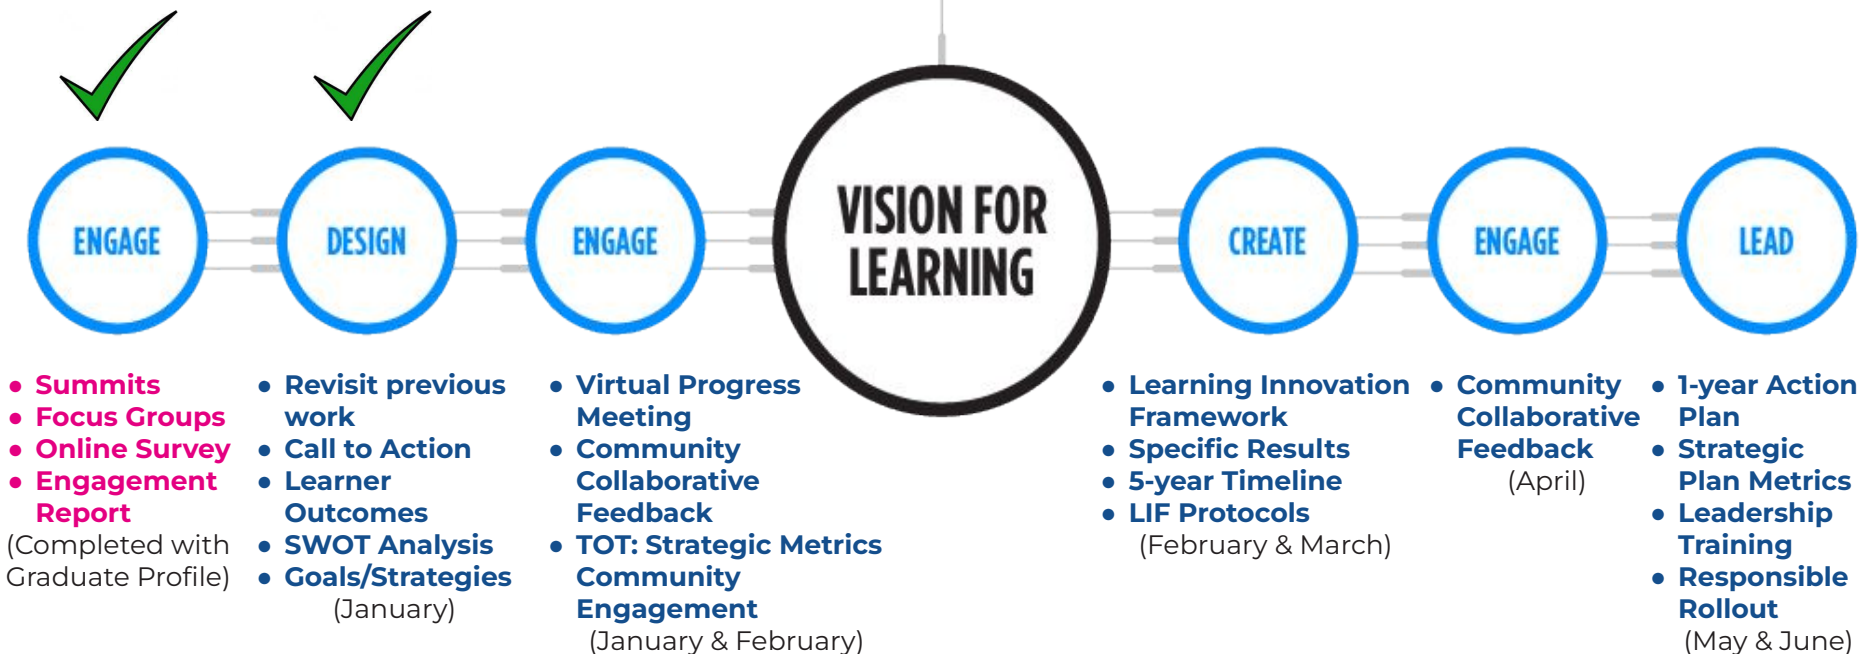 ENGAGE
DESIGN
ENGAGE
VISION FOR
LEARNING
CREATE
ENGAGE
LEAD
● Summits
● Focus Groups
● Online Survey
● Engagement
Report
(Completed with
Graduate Profile)
● Revisit previous
work
● Call to Action
● Learner
Outcomes
● SWOT Analysis
● Goals/Strategies
(January)
● Virtual Progress
Meeting
● Community
Collaborative
Feedback
● TOT: Strategic Metrics
Community
Engagement
(January & February)
● Learning Innovation
Framework
● Specific Results
● 5-year Timeline
● LIF Protocols
(February & March)
● Community
Collaborative
Feedback
(April)
● 1-year Action
Plan
● Strategic
Plan Metrics
● Leadership
Training
● Responsible
Rollout
(May & June)